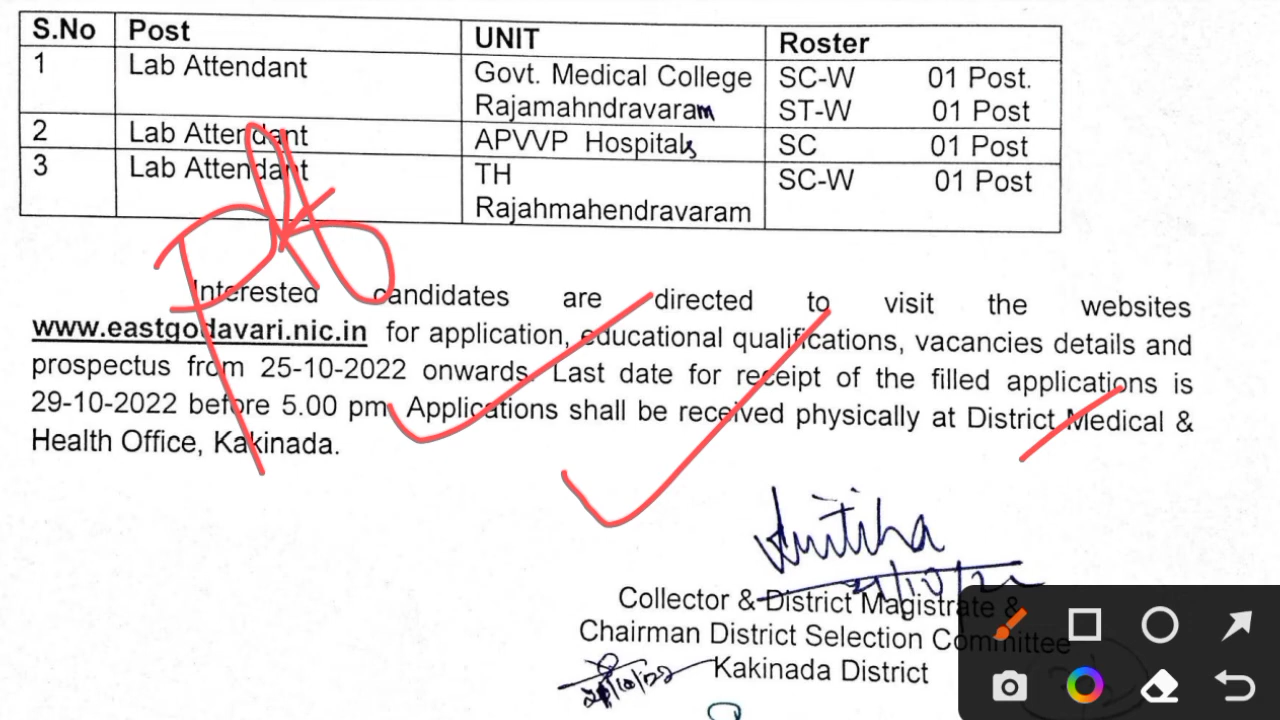 S.No Post UNIT Roster
1 Lab Attendant Govt. Medical College SC-W 01 Post.
Rajamahndravaram ST-W 01 Post
2 Lab Attendant APVVP Hospitals SC 01 Post
3 Lab Attendant TH SC-W 01 Post
Rajahmahendravaram
Pdf
Interested candidates are directed to visit the websites
www.eastgodavari.nic.in for application, educational qualifications, vacancies details and
prospectus from 25-10-2022 onwards. Last date for receipt of the filled applications is
29-10-2022 before 5.00 pm. Applications shall be received physically at District Medical &
Health Office, Kakinada.
Collector & District Magistrate &
Chairman District Selection Committee
Kakinada District